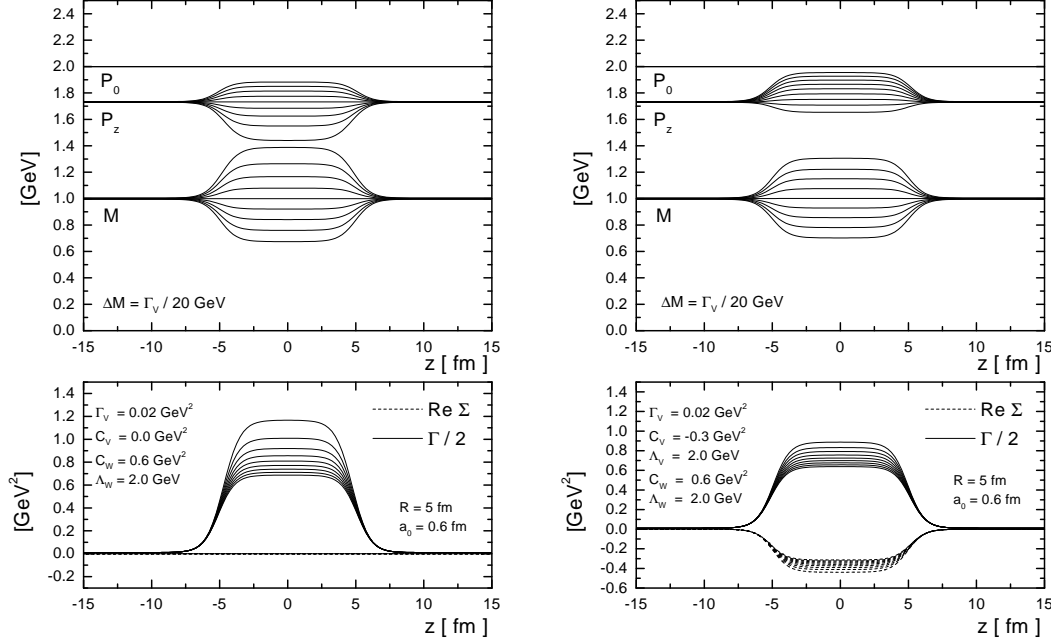 2.4
2.2
2.0
1.8
1.6
1.4
1.2
1.0
0.8
0.6
0.4
0.2
0.0
[GeV]
P0
Pz
M
ΔM = ΓV / 20 GeV
-15 -10 -5 0 5 10 15
z [ fm]
2.4
2.2
2.0
1.8
1.6
1.4
1.2
1.0
0.8
0.6
0.4
0.2
0.0
[GeV]
P0
Pz
M
ΔM = ΓV / 20 GeV
-15 -10 -5 0 5 10 15
z [ fm]
1.4
1.2
1.0
0.8
0.6
0.4
0.2
0.0
-0.2
[GeV²]
ΓV = 0.02 GeV²
CV = 0.0 GeV²
CW = 0.6 GeV²
ΛW = 2.0 GeV
Re Σ
Γ / 2
R = 5 fm
a0 = 0.6 fm
-15 -10 -5 0 5 10 15
z [ fm]
1.4
1.2
1.0
0.8
0.6
0.4
0.2
0.0
-0.2
-0.4
-0.6
[GeV²]
ΓV = 0.02 GeV²
CV = -0.3 GeV²
ΛV = 2.0 GeV
CW = 0.6 GeV²
ΛW = 2.0 GeV
Re Σ
Γ / 2
R = 5 fm
a0 = 0.6 fm
-15 -10 -5 0 5 10 15
z [ fm]